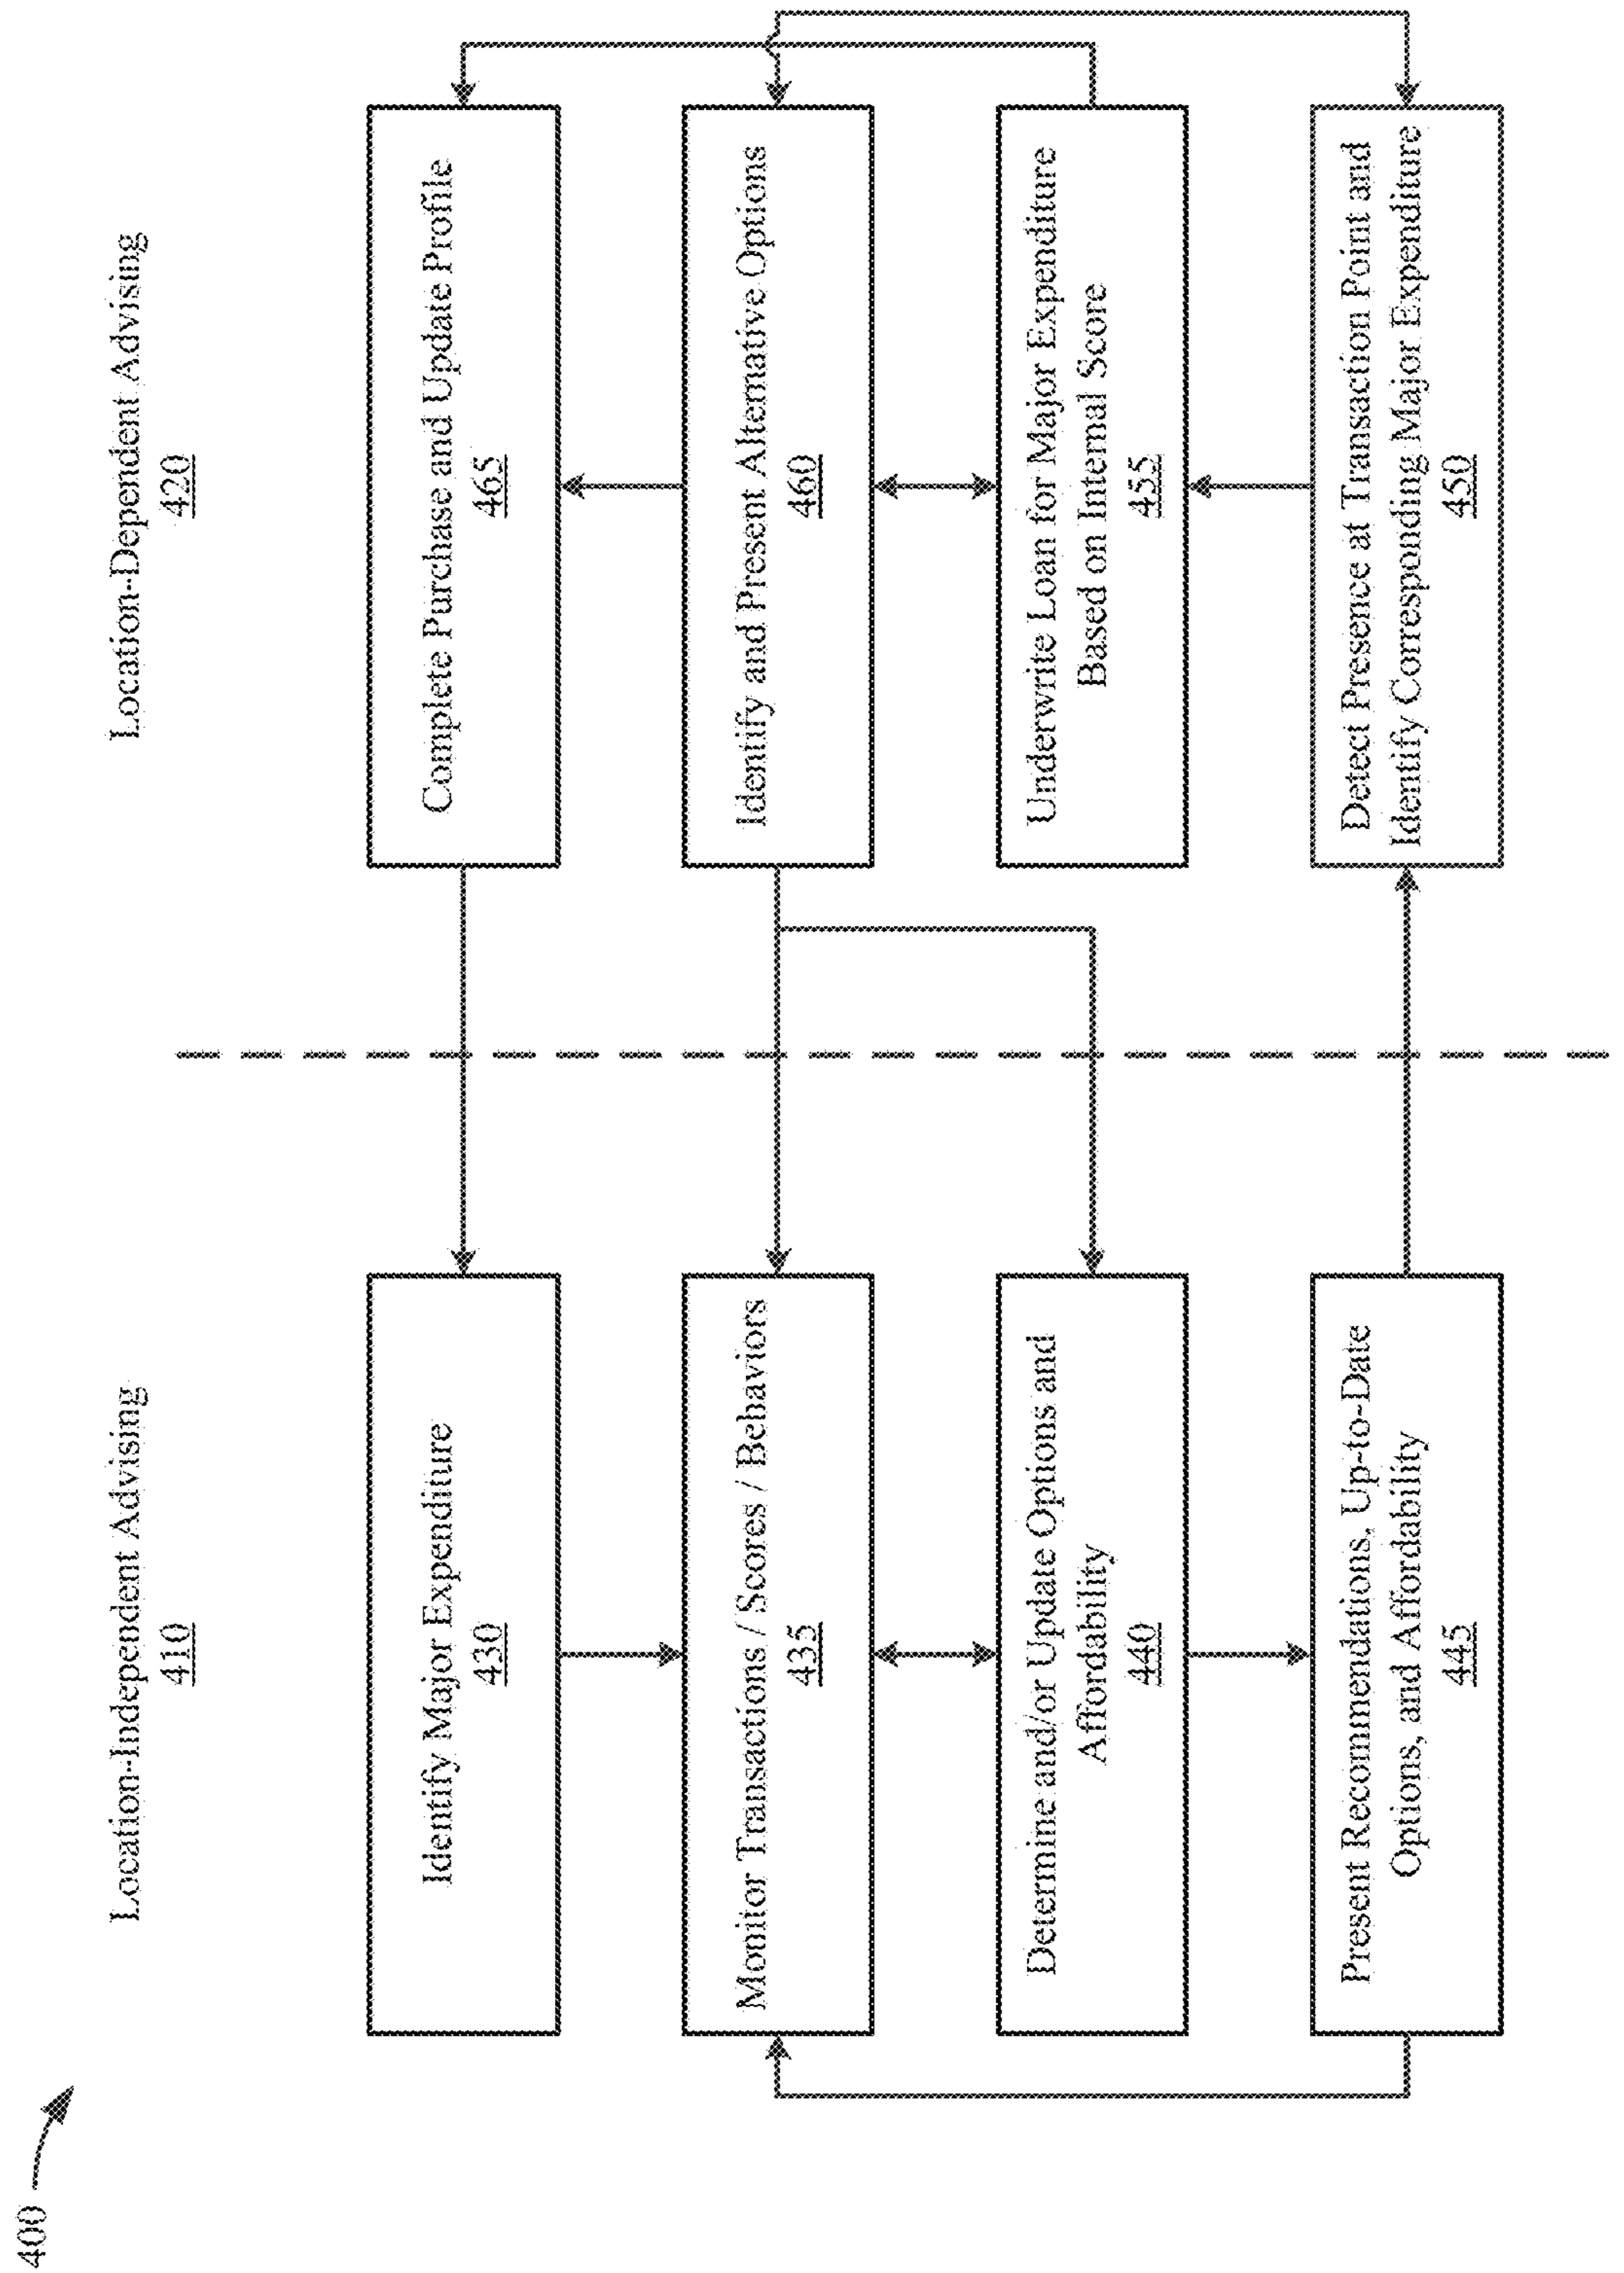 400
Location-Independent Advising
410
Identify Major Expenditure
430
Monitor Transactions / Scores / Behaviors
435
Determine and/or Update Options and
Affordability
440
Present Recommendations, Up-to-Date
Options, and Affordability
445
Location-Dependent Advising
420
Complete Purchase and Update Profile
465
Identify and Present Alternative Options
460
Underwrite Loan for Major Expenditure
Based on Internal Score
455
Detect Presence at Transaction Point and
Identify Corresponding Major Expenditure
450